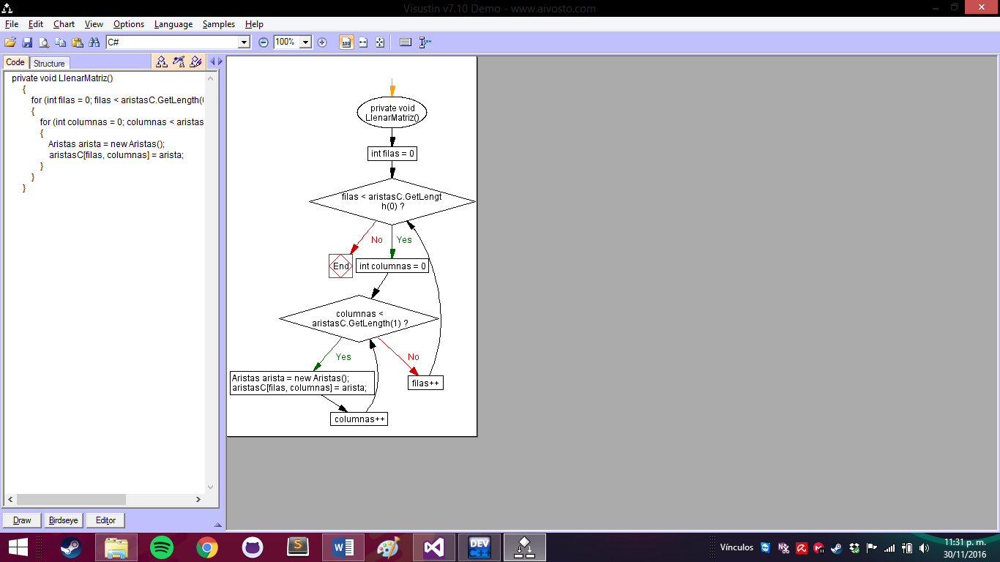 Visustin v7.10 Demo - www.aivosto.com
File Edit Chart View Options Language Samples Help
C#
100%
Code Structure
private void LlenarMatriz()
{
for (int filas = 0; filas < aristasC.GetLength(
{
for (int columnas = 0; columnas < aristas
{
Aristas arista = new Aristas();
aristasC[filas, columnas] = arista;
}
}
}
Draw Birdseye Editor
private void
LlenarMatriz()
int filas = 0
filas < aristasC.GetLengt
h(0) ?
No Yes
End
int columnas = 0
columnas <
aristasC.GetLength(1) ?
Yes No
Aristas arista = new Aristas();
aristasC[filas, columnas] = arista;
filas++
columnas++
Vínculos
11:31 p. m.
30/11/2016